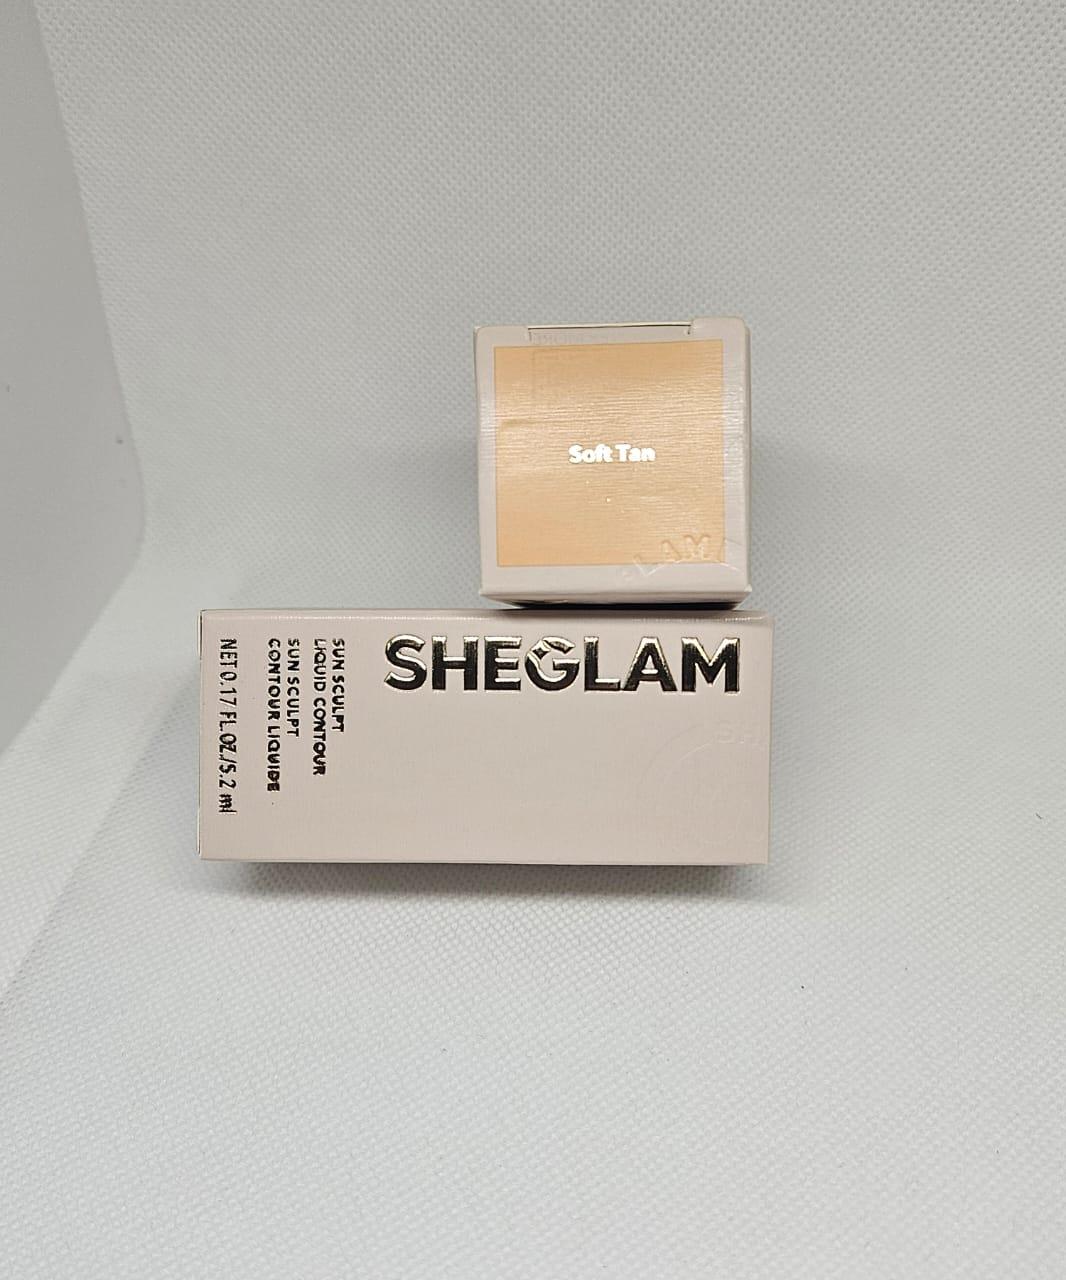 Soft Tan
GLAM
SHEGLAM
SUN SCULPT
LIQUID CONTOUR
SUN SCULPT
CONTOUR LIQUIDE
NET 0.17 FL.OZ./5.2 ml